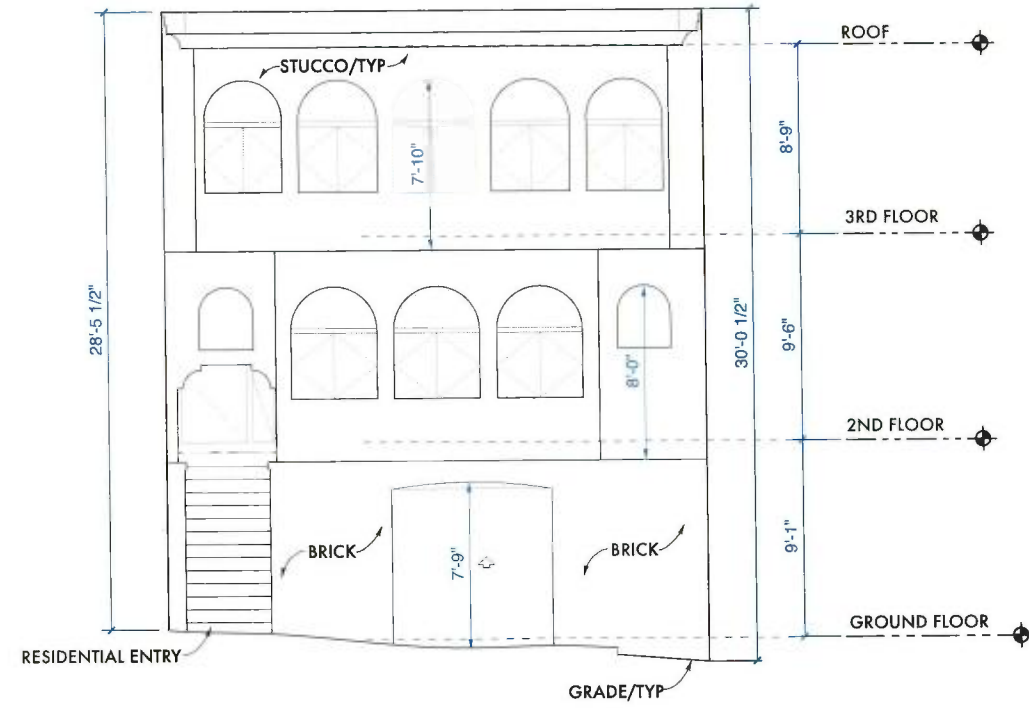 ROOF
STUCCO/TYP
8'-9"
7'-10"
3RD FLOOR
28'-5 1/2"
30'-0 1/2"
9'-6"
8'-0"
2ND FLOOR
9'-1"
BRICK
BRICK
7'-9"
GROUND FLOOR
RESIDENTIAL ENTRY
GRADE/TYP